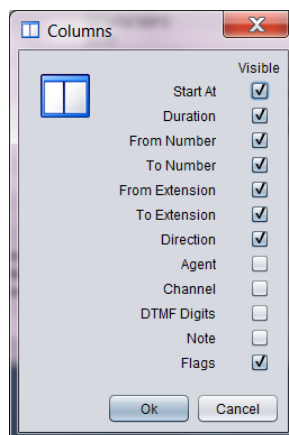 Columns
Visible
Start At
Duration
From Number
To Number
From Extension
To Extension
Direction
Agent
Channel
DTMF Digits
Note
Flags
Ok Cancel